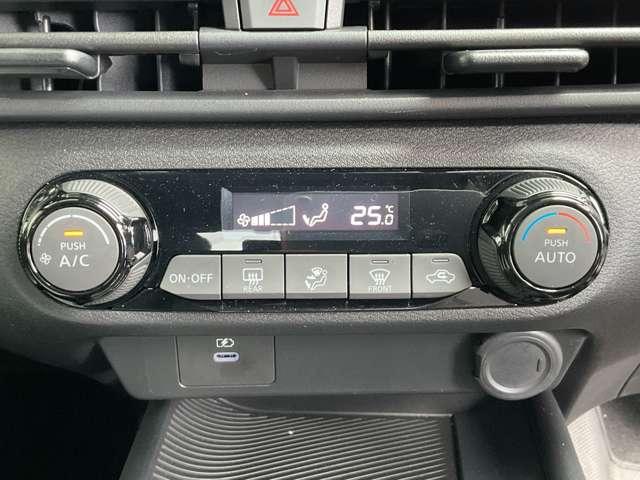 25.0 °C
PUSH
A/C
PUSH
AUTO
ON•OFF
REAR
FRONT